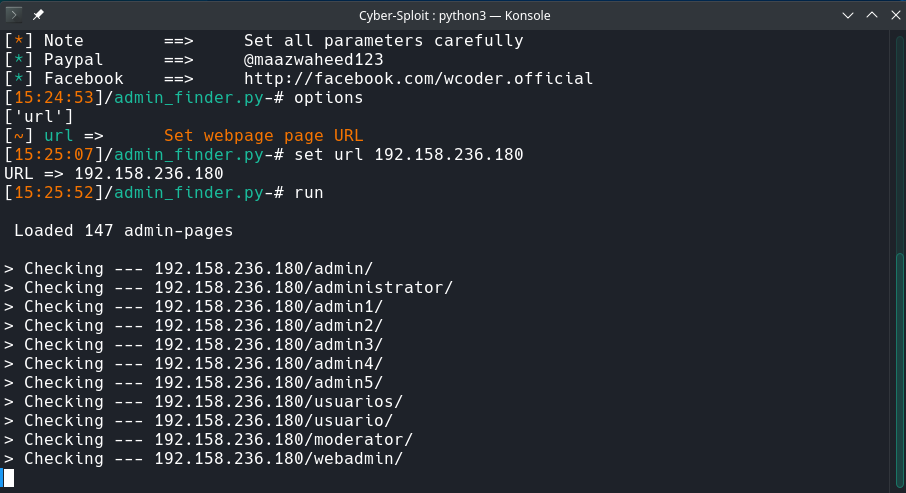 Cyber-Sploit : python3 — Konsole
[*] Note ==> Set all parameters carefully
[*] Paypal ==> @maazwaheed123
[*] Facebook ==> http://facebook.com/wcoder.official
[15:24:53]/admin_finder.py-# options
['url']
[~] url => Set webpage page URL
[15:25:07]/admin_finder.py-# set url 192.158.236.180
URL => 192.158.236.180
[15:25:52]/admin_finder.py-# run
Loaded 147 admin-pages
> Checking --- 192.158.236.180/admin/
> Checking --- 192.158.236.180/administrator/
> Checking --- 192.158.236.180/admin1/
> Checking --- 192.158.236.180/admin2/
> Checking --- 192.158.236.180/admin3/
> Checking --- 192.158.236.180/admin4/
> Checking --- 192.158.236.180/admin5/
> Checking --- 192.158.236.180/usuarios/
> Checking --- 192.158.236.180/usuario/
> Checking --- 192.158.236.180/moderator/
> Checking --- 192.158.236.180/webadmin/